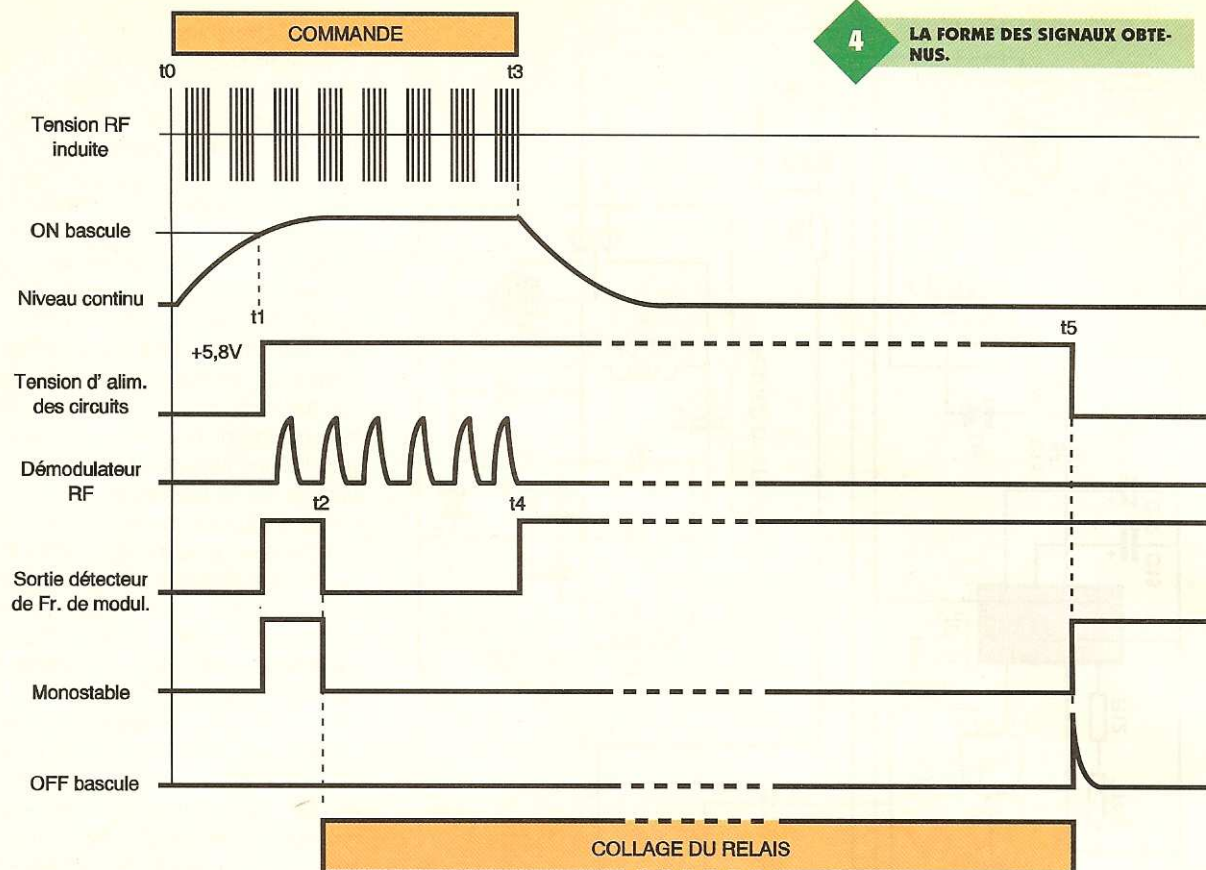 COMMANDE
4
LA FORME DES SIGNAUX OBTE-
NUS.
t0
t3
Tension RF
induite
ON bascule
Niveau continu
t1
t5
+5,8V
Tension d' alim.
des circuits
Démodulateur
RF
t2
t4
Sortie détecteur
de Fr. de modul.
Monostable
OFF bascule
COLLAGE DU RELAIS